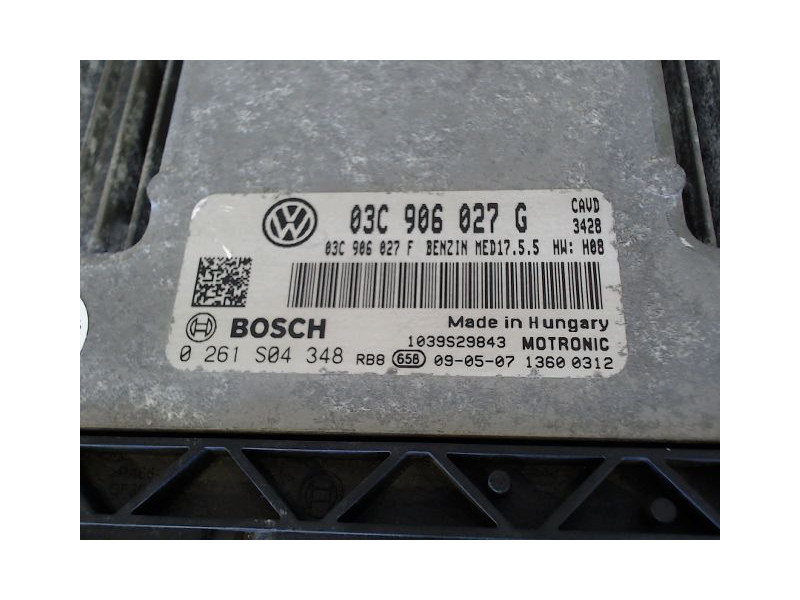 03C 906 027 G CAVD
3428
03C 906 027 F BENZIN MED17.5.5 HW: H08
BOSCH Made in Hungary
1039S29843 MOTRONIC
0 261 S04 348 RB8 658 09-05-07 1360 0312